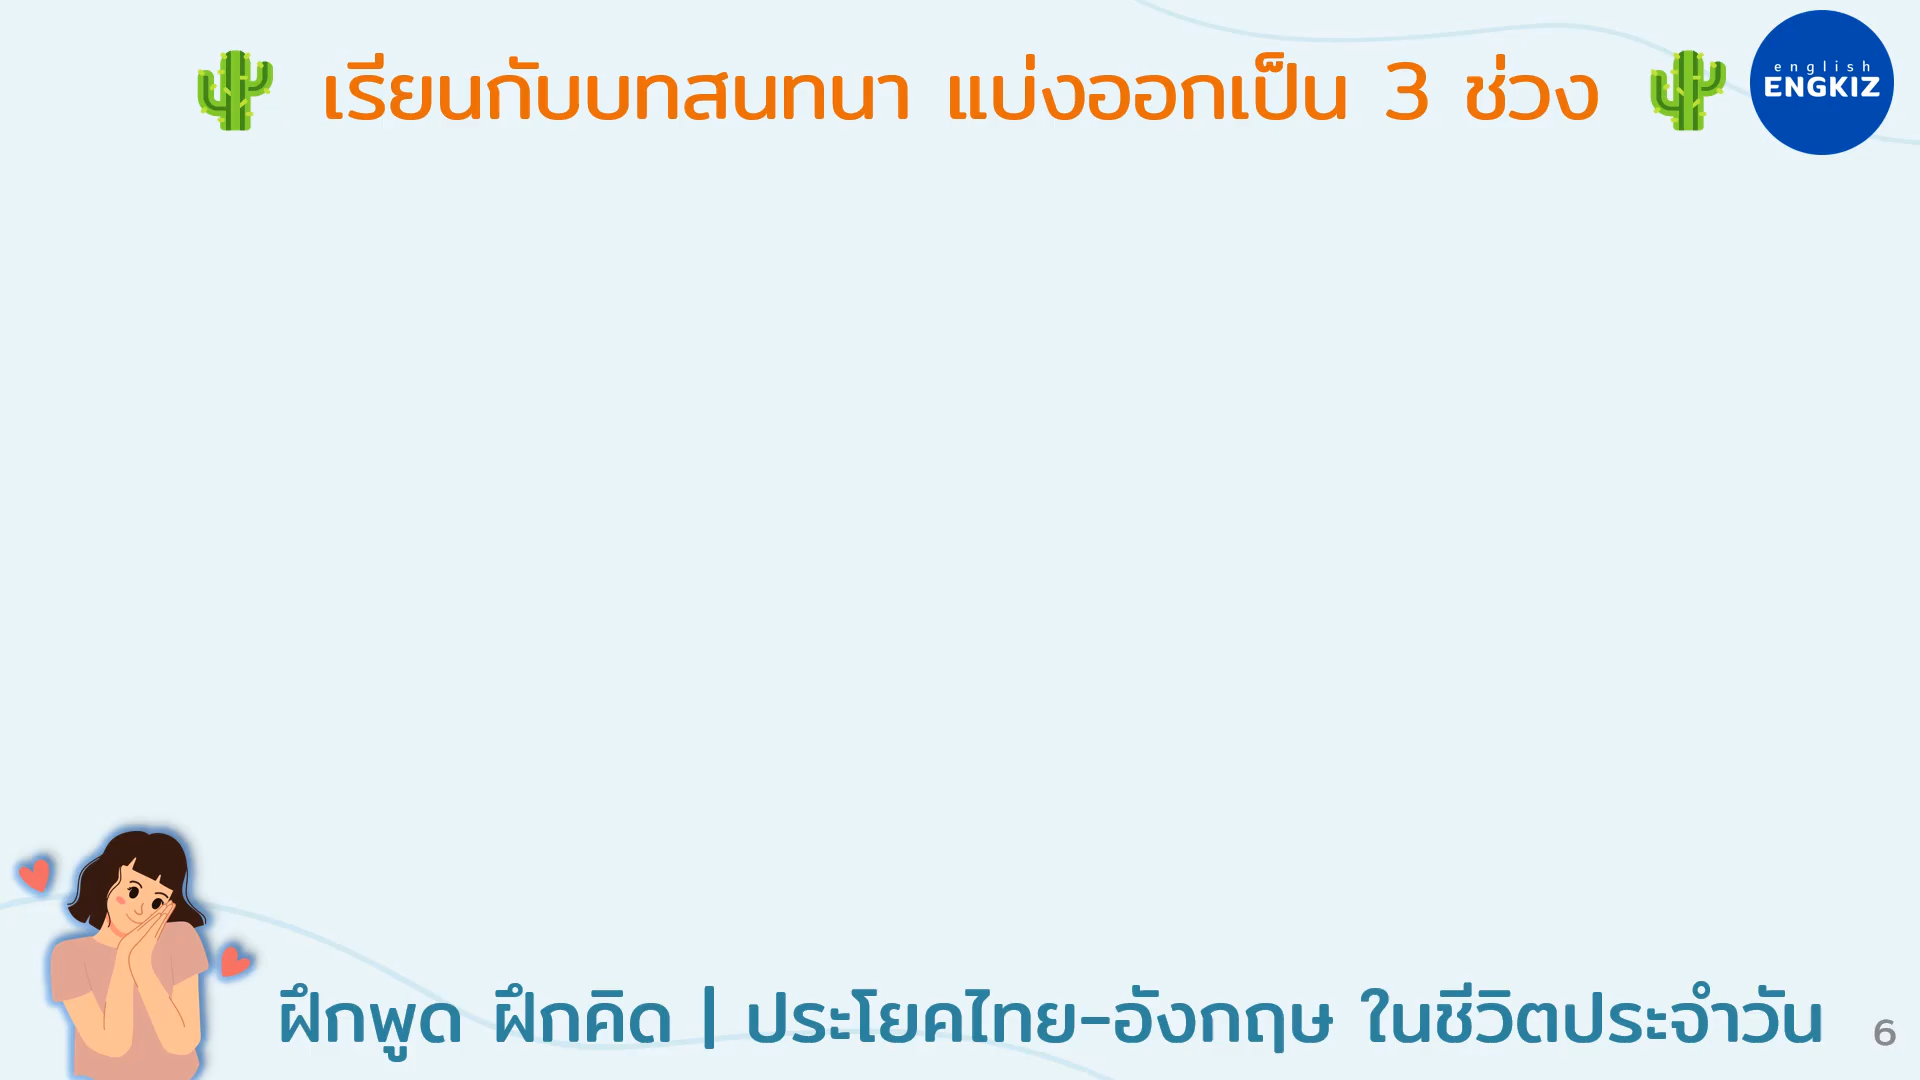 เรียนกับบทสนทนา แบ่งออกเป็น 3 ช่วง
english
ENGKIZ
ฝึกพูด ฝึกคิด | ประโยคไทย-อังกฤษ ในชีวิตประจำวัน
6